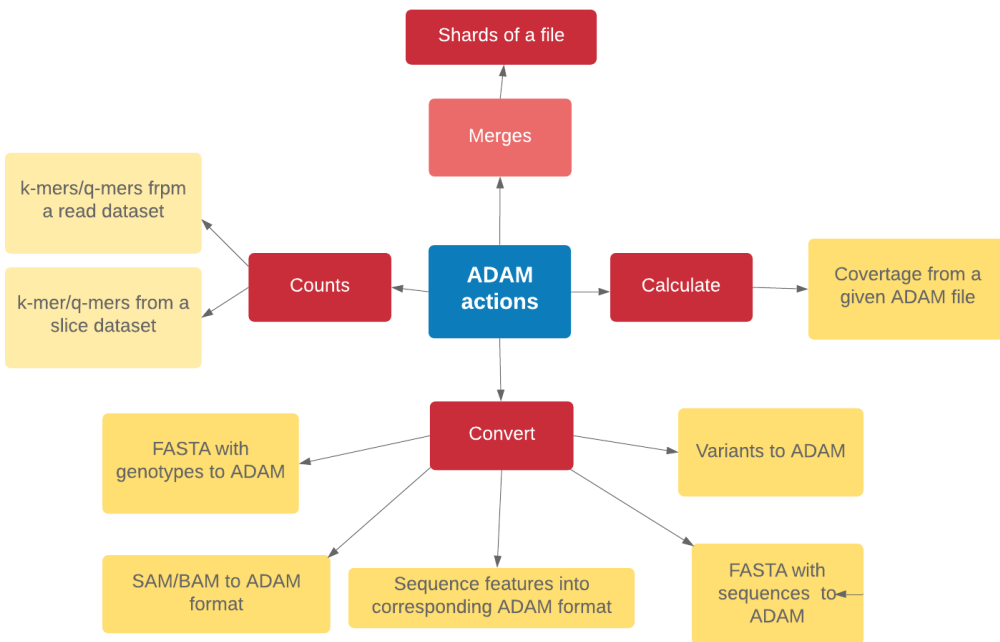 Shards of a file
Merges
k-mers/q-mers frpm
a read dataset
k-mer/q-mers from a
slice dataset
Counts
ADAM
actions
Calculate
Covertage from a
given ADAM file
Convert
FASTA with
genotypes to ADAM
Variants to ADAM
SAM/BAM to ADAM
format
Sequence features into
corresponding ADAM format
FASTA with
sequences to
ADAM